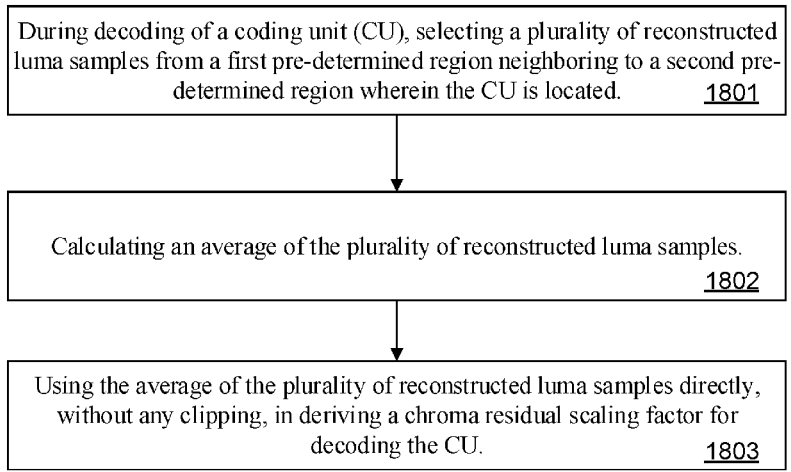 During decoding of a coding unit (CU), selecting a plurality of reconstructed
luma samples from a first pre-determined region neighboring to a second pre-
determined region wherein the CU is located.
1801
Calculating an average of the plurality of reconstructed luma samples.
1802
Using the average of the plurality of reconstructed luma samples directly,
without any clipping, in deriving a chroma residual scaling factor for
decoding the CU.
1803